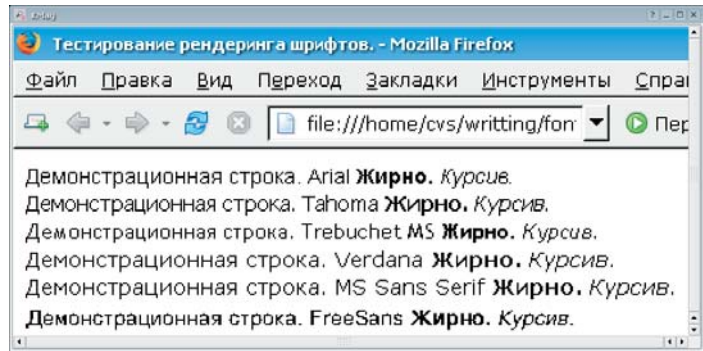 Тестирование рендеринга шрифтов. - Mozilla Firefox
Файл Правка Вид Переход Закладки Инструменты Спра
file:///home/cvs/writting/fon Пер
Демонстрационная строка. Arial Жирно. Курсив.
Демонстрационная строка. Tahoma Жирно. Курсив.
Демонстрационная строка. Trebuchet MS Жирно. Курсив.
Демонстрационная строка. Verdana Жирно. Курсив.
Демонстрационная строка. MS Sans Serif Жирно. Курсив.
Демонстрационная строка. FreeSans Жирно. Курсив.